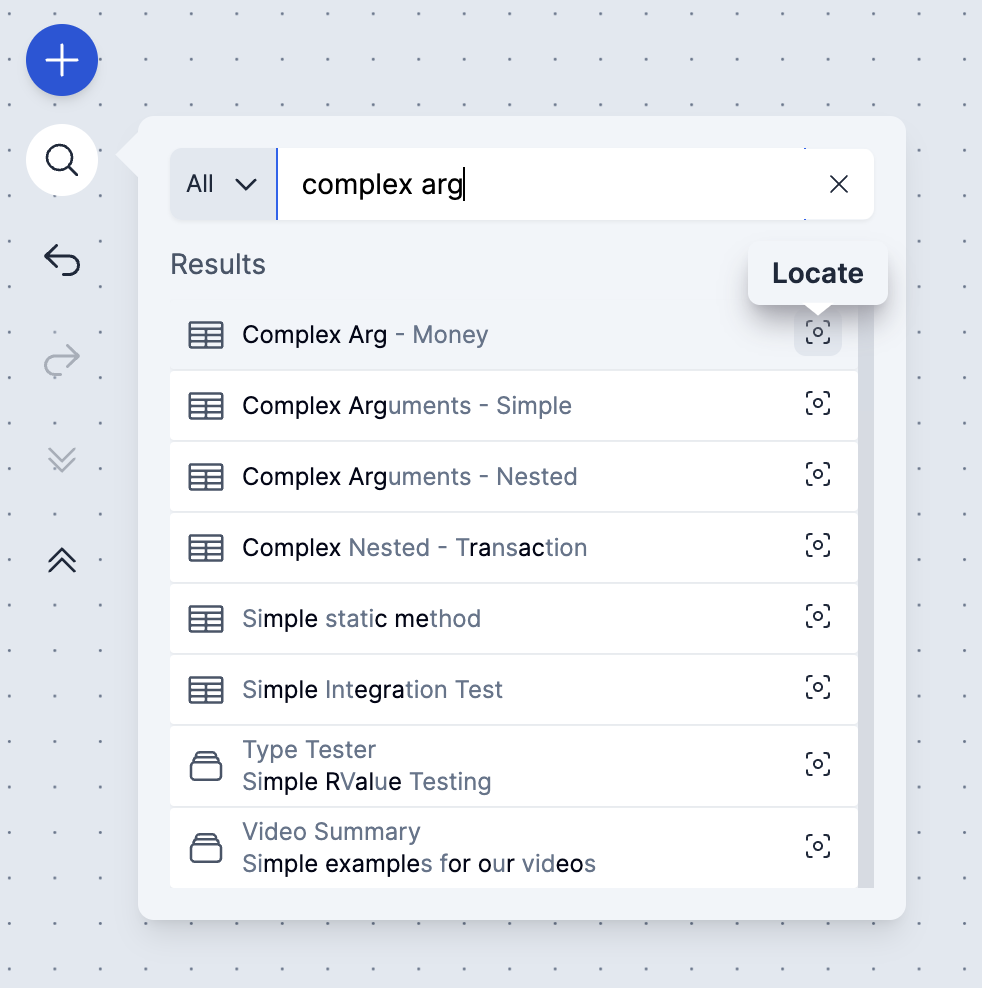 All
complex arg
Results
Locate
Complex Arg - Money
Complex Arguments - Simple
Complex Arguments - Nested
Complex Nested - Transaction
Simple static method
Simple Integration Test
Type Tester
Simple RValue Testing
Video Summary
Simple examples for our videos